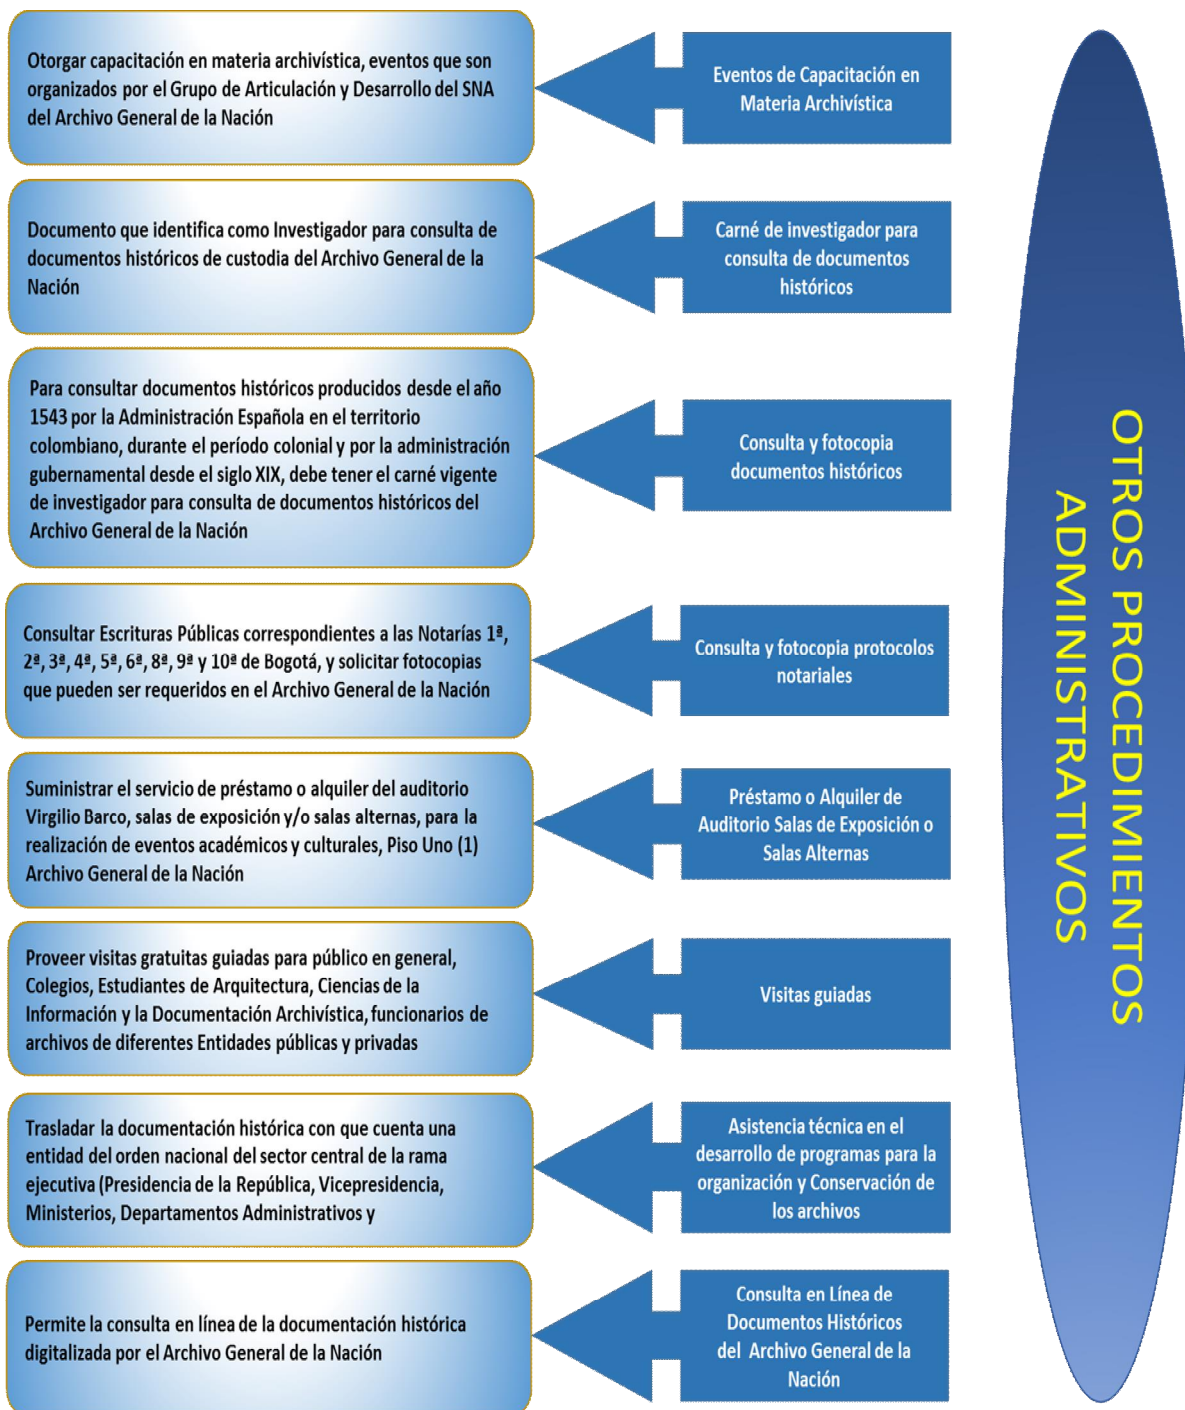 Otorgar capacitación en materia archivística, eventos que son
organizados por el Grupo de Articulación y Desarrollo del SNA
del Archivo General de la Nación
Eventos de Capacitación en
Materia Archivística
Documento que identifica como Investigador para consulta de
documentos históricos de custodia del Archivo General de la
Nación
Carné de investigador para
consulta de documentos
históricos
Para consultar documentos históricos producidos desde el año
1543 por la Administración Española en el territorio
colombiano, durante el período colonial y por la administración
gubernamental desde el siglo XIX, debe tener el carné vigente
de investigador para consulta de documentos históricos del
Archivo General de la Nación
Consulta y fotocopia
documentos históricos
Consultar Escrituras Públicas correspondientes a las Notarías 1ª,
2ª, 3ª, 4ª, 5ª, 6ª, 8ª, 9ª y 10ª de Bogotá, y solicitar fotocopias
que pueden ser requeridos en el Archivo General de la Nación
Consulta y fotocopia protocolos
notariales
Suministrar el servicio de préstamo o alquiler del auditorio
Virgilio Barco, salas de exposición y/o salas alternas, para la
realización de eventos académicos y culturales, Piso Uno (1)
Archivo General de la Nación
Préstamo o Alquiler de
Auditorio Salas de Exposición o
Salas Alternas
Proveer visitas gratuitas guiadas para público en general,
Colegios, Estudiantes de Arquitectura, Ciencias de la
Información y la Documentación Archivística, funcionarios de
archivos de diferentes Entidades públicas y privadas
Visitas guiadas
Trasladar la documentación histórica con que cuenta una
entidad del orden nacional del sector central de la rama
ejecutiva (Presidencia de la República, Vicepresidencia,
Ministerios, Departamentos Administrativos y
Asistencia técnica en el
desarrollo de programas para la
organización y Conservación de
los archivos
Permite la consulta en línea de la documentación histórica
digitalizada por el Archivo General de la Nación
Consulta en Línea de
Documentos Históricos
del Archivo General de la
Nación
OTROS PROCEDIMIENTOS
ADMINISTRATIVOS